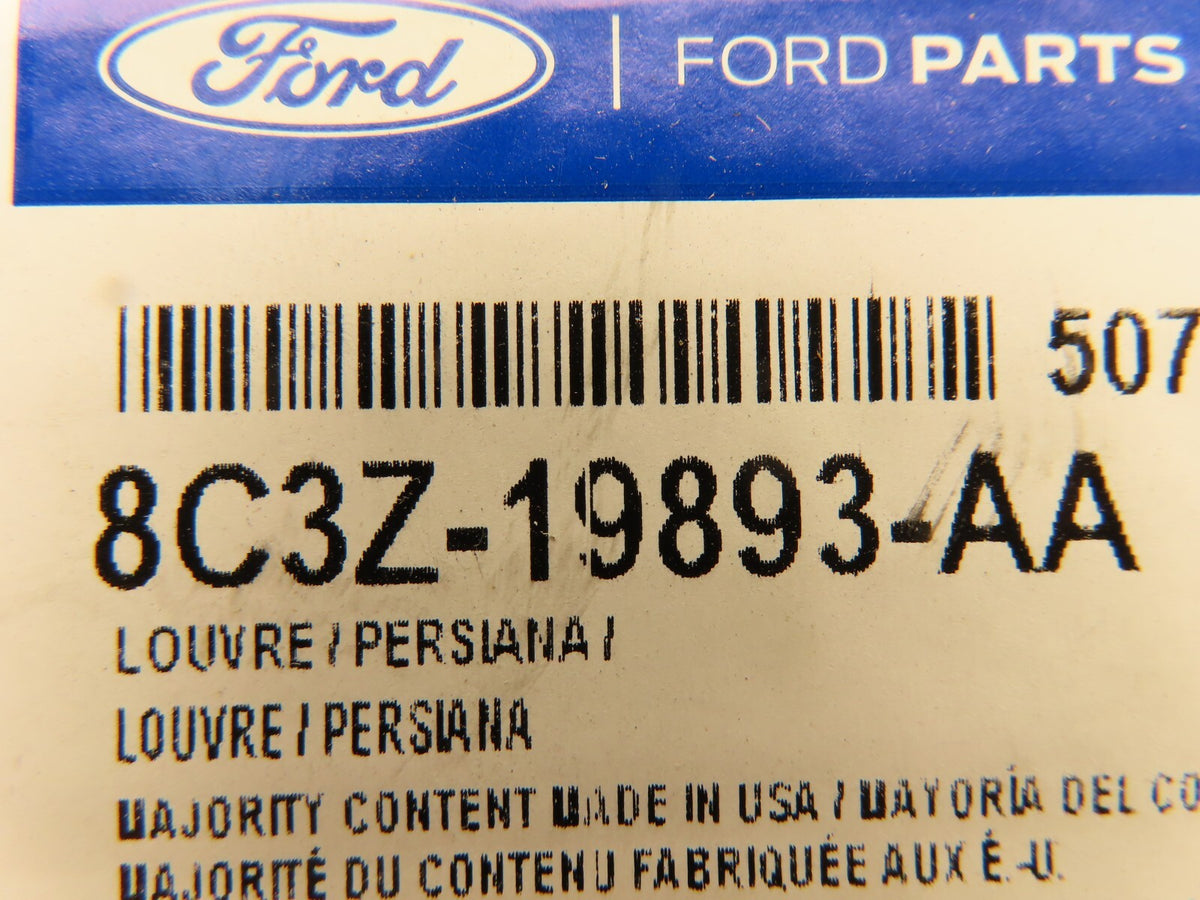 Ford | FORD PARTS
507
8C3Z-19893-AA
LOUVRE / PERSIANA /
LOUVRE / PERSIANA
MAJORITY CONTENT MADE IN USA / MAYORÍA DEL CO
MAJORITÉ DU CONTENU FABRIQUÉE AUX É.-U.